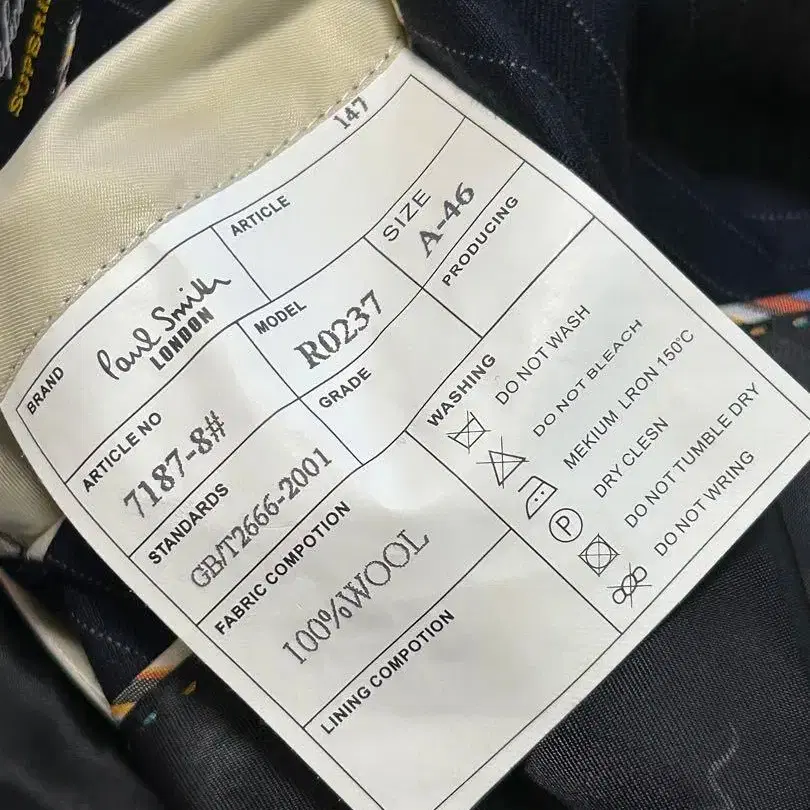 SUPER
147
BRAND
Paul Smith
LONDON
ARTICLE
SIZE
A-46
ARTICLE NO
7187-8#
MODEL
R0237
PRODUCING
STANDARDS
GB/T2666-2001
GRADE
WASHING
DO NOT WASH
DO NOT BLEACH
MEKIUM LRON 150℃
P
DRY CLESN
DO NOT TUMBLE DRY
DO NOT WRING
FABRIC COMPOTION
100%WOOL
LINING COMPOTION